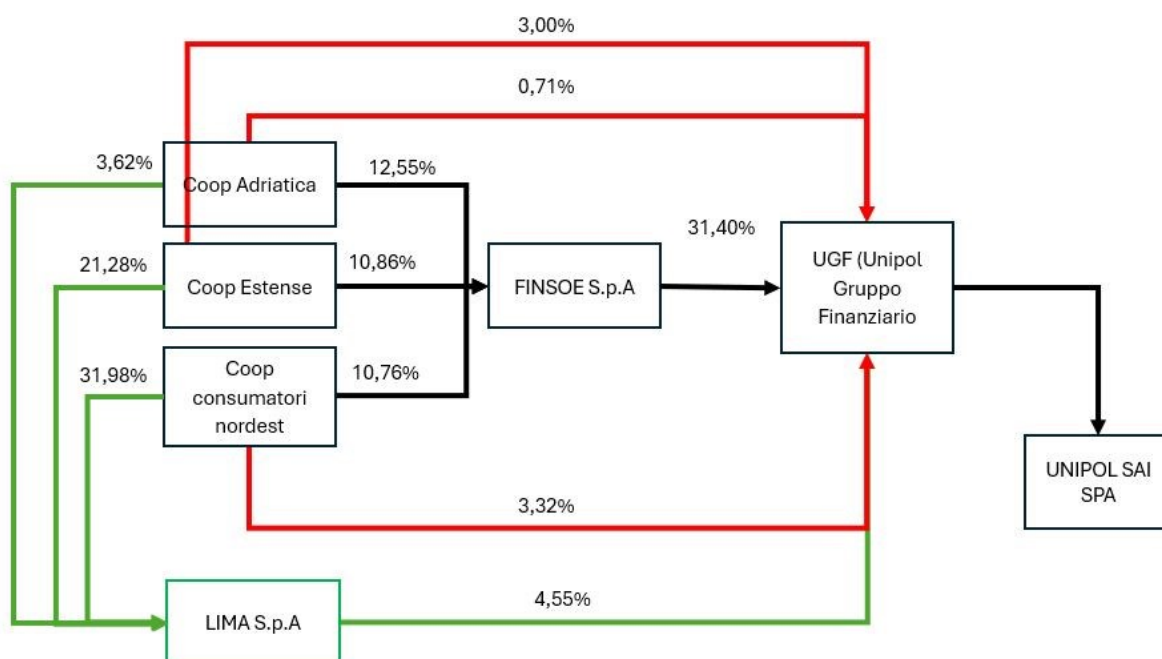 3,00%
0,71%
3,62%
Coop Adriatica
12,55%
31,40%
21,28%
Coop Estense
10,86%
FINSOE S.p.A
UGF (Unipol
Gruppo
Finanziario
31,98%
Coop
consumatori
nordest
10,76%
UNIPOL SAI
SPA
3,32%
LIMA S.p.A
4,55%